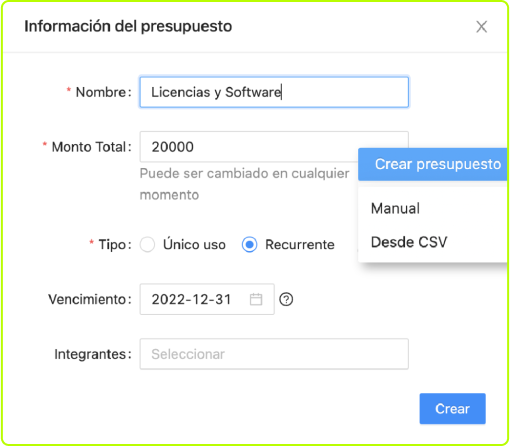 Información del presupuesto
* Nombre: Licencias y Software
* Monto Total: 20000
Puede ser cambiado en cualquier
momento
Crear presupuesto
Manual
Desde CSV
* Tipo: Único uso Recurrente
Vencimiento: 2022-12-31
Integrantes: Seleccionar
Crear